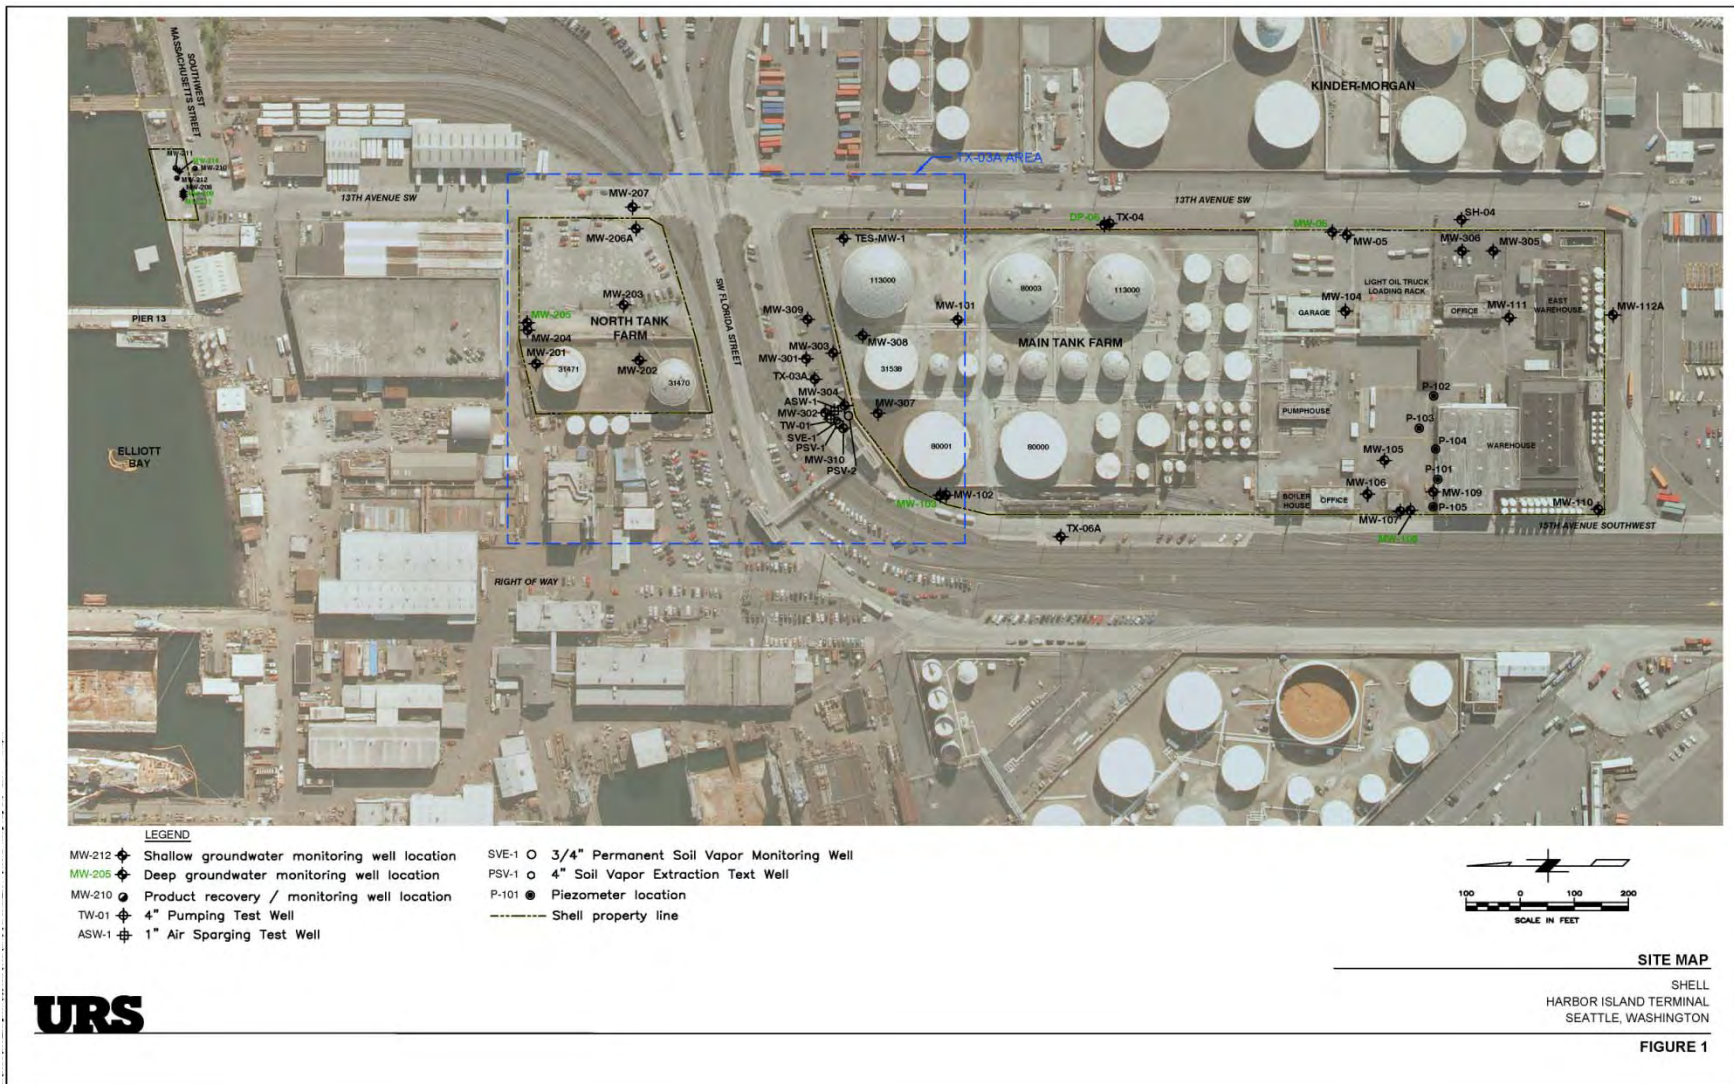 SOUTHWEST
MASSACHUSETTS STREET
KINDER-MORGAN
TX-03A AREA
MW-211
MW-214
MW-210
MW-212
13TH AVENUE SW
MW-207
MW-206A
13TH AVENUE SW
DP-06
TX-04
TES-MW-1
MW-06
MW-05
SH-04
MW-306
MW-305
113000
80003
113000
LIGHT OIL TRUCK
LOADING RACK
MW-203
MW-205
NORTH TANK
FARM
MW-204
MW-201
MW-202
31471
31470
SW FLORIDA STREET
PIER 13
MW-309
MW-101
MW-308
MW-303
MW-301
TX-03A
31538
MAIN TANK FARM
MW-104
GARAGE
OFFICE
MW-111
EAST
WAREHOUSE
MW-112A
MW-304
ASW-1
MW-302
TW-01
SVE-1
PSV-1
MW-310
PSV-2
MW-307
80001
80000
PUMPHOUSE
P-102
P-103
P-104
WAREHOUSE
MW-105
P-101
MW-106
MW-109
P-105
BOILER
HOUSE
OFFICE
MW-107
MW-108
MW-110
15TH AVENUE SOUTHWEST
MW-103
MW-102
TX-06A
ELLIOTT
BAY
RIGHT OF WAY
LEGEND
MW-212 Shallow groundwater monitoring well location
MW-205 Deep groundwater monitoring well location
MW-210 Product recovery / monitoring well location
TW-01 4" Pumping Test Well
ASW-1 1" Air Sparging Test Well
SVE-1 3/4" Permanent Soil Vapor Monitoring Well
PSV-1 4" Soil Vapor Extraction Text Well
P-101 Piezometer location
Shell property line
100 0 100 200
SCALE IN FEET
SITE MAP
SHELL
HARBOR ISLAND TERMINAL
SEATTLE, WASHINGTON
URS
FIGURE 1